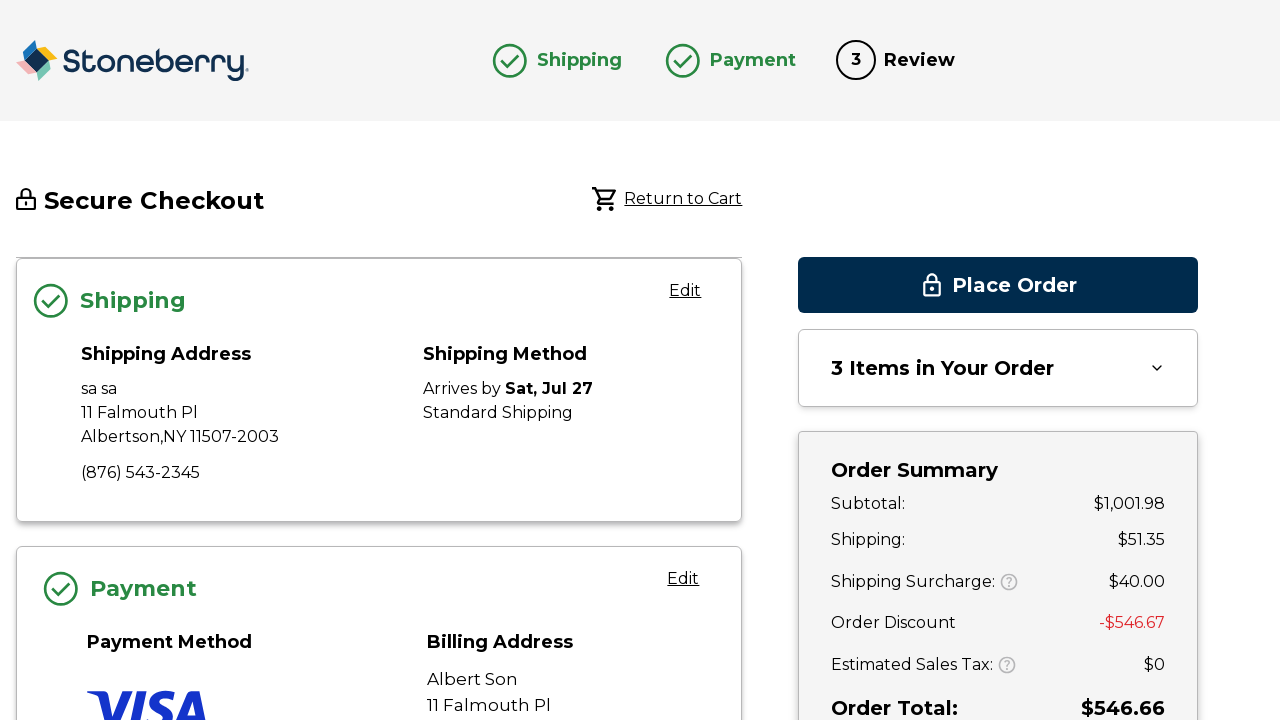 Stoneberry
Shipping
Payment
3 Review
Secure Checkout
Return to Cart
Shipping
Edit
Shipping Address
sa sa
11 Falmouth Pl
Albertson,NY 11507-2003
(876) 543-2345
Shipping Method
Arrives by Sat, Jul 27
Standard Shipping
Payment
Edit
Payment Method
VISA
Billing Address
Albert Son
11 Falmouth Pl
Place Order
3 Items in Your Order
Order Summary
Subtotal: $1,001.98
Shipping: $51.35
Shipping Surcharge: ? $40.00
Order Discount -$546.67
Estimated Sales Tax: ? $0
Order Total: $546.66